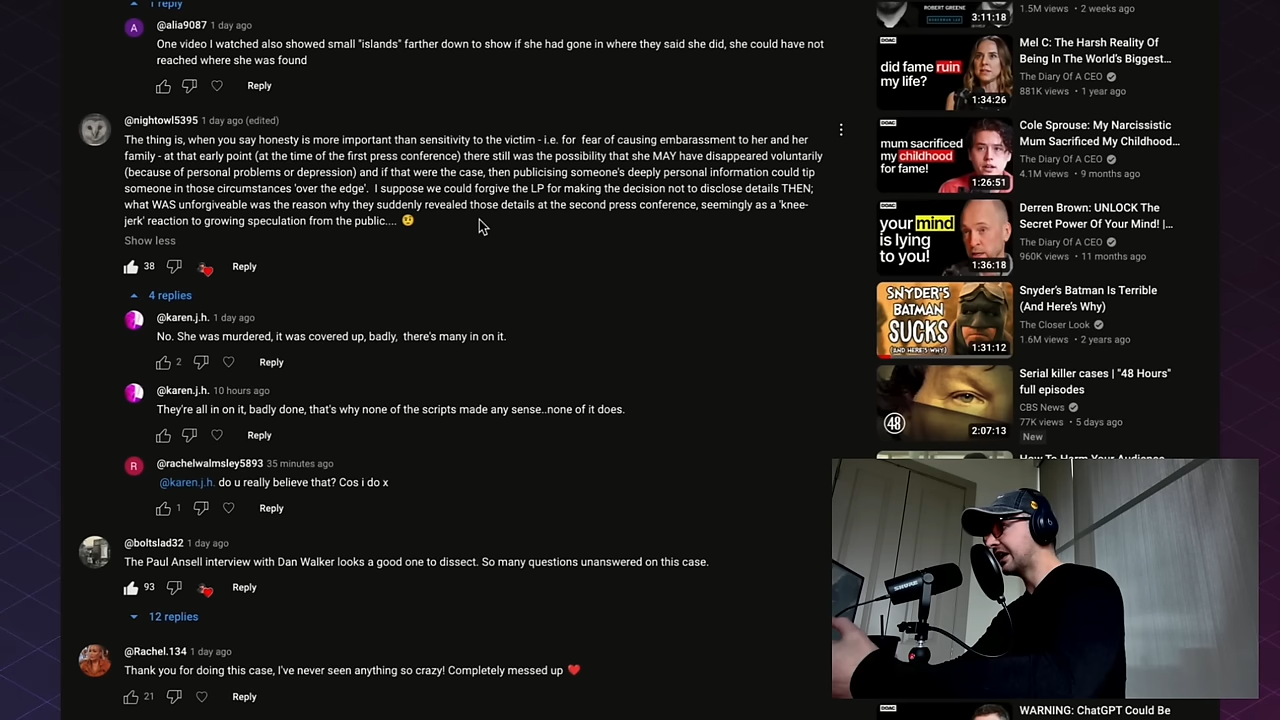 1 reply
A
@alia9087 1 day ago
One video I watched also showed small "islands" farther down to show if she had gone in where they said she did, she could have not
reached where she was found
Reply
@nightowl5395 1 day ago (edited)
The thing is, when you say honesty is more important than sensitivity to the victim - i.e. for fear of causing embarassment to her and her
family - at that early point (at the time of the first press conference) there still was the possibility that she MAY have disappeared voluntarily
(because of personal problems or depression) and if that were the case, then publicising someone's deeply personal information could tip
someone in those circumstances 'over the edge'. I suppose we could forgive the LP for making the decision not to disclose details THEN;
what WAS unforgiveable was the reason why they suddenly revealed those details at the second press conference, seemingly as a 'knee-
jerk' reaction to growing speculation from the public.... 🤨
Show less
38 Reply
4 replies
@karen.j.h. 1 day ago
No. She was murdered, it was covered up, badly, there's many in on it.
2 Reply
@karen.j.h. 10 hours ago
They're all in on it, badly done, that's why none of the scripts made any sense..none of it does.
Reply
R
@rachelwalmsley5893 35 minutes ago
@karen.j.h. do u really believe that? Cos i do x
1 Reply
@boltslad32 1 day ago
The Paul Ansell interview with Dan Walker looks a good one to dissect. So many questions unanswered on this case.
93 Reply
12 replies
@Rachel.134 1 day ago
Thank you for doing this case, I've never seen anything so crazy! Completely messed up ❤️
21 Reply
ROBERT GREENE
3:11:18
1.5M views • 2 weeks ago
DOAC
did fame ruin
my life?
1:34:26
Mel C: The Harsh Reality Of
Being In The World's Biggest…
The Diary Of A CEO
881K views • 1 year ago
DOAC
mum sacrificed
my childhood
for fame!
1:26:51
Cole Sprouse: My Narcissistic
Mum Sacrificed My Childhood…
The Diary Of A CEO
4.1M views • 9 months ago
DOAC
your mind
is lying
to you!
1:36:18
Derren Brown: UNLOCK The
Secret Power Of Your Mind! |…
The Diary Of A CEO
960K views • 11 months ago
SNYDER'S
BATMAN
SUCKS
(AND HERE'S WHY)
1:31:12
Snyder's Batman Is Terrible
(And Here's Why)
The Closer Look
1.6M views • 2 years ago
48
2:07:13
Serial killer cases | "48 Hours"
full episodes
CBS News
77K views • 5 days ago
New
How To Harm Your Audience
SHURE
WARNING: ChatGPT Could Be